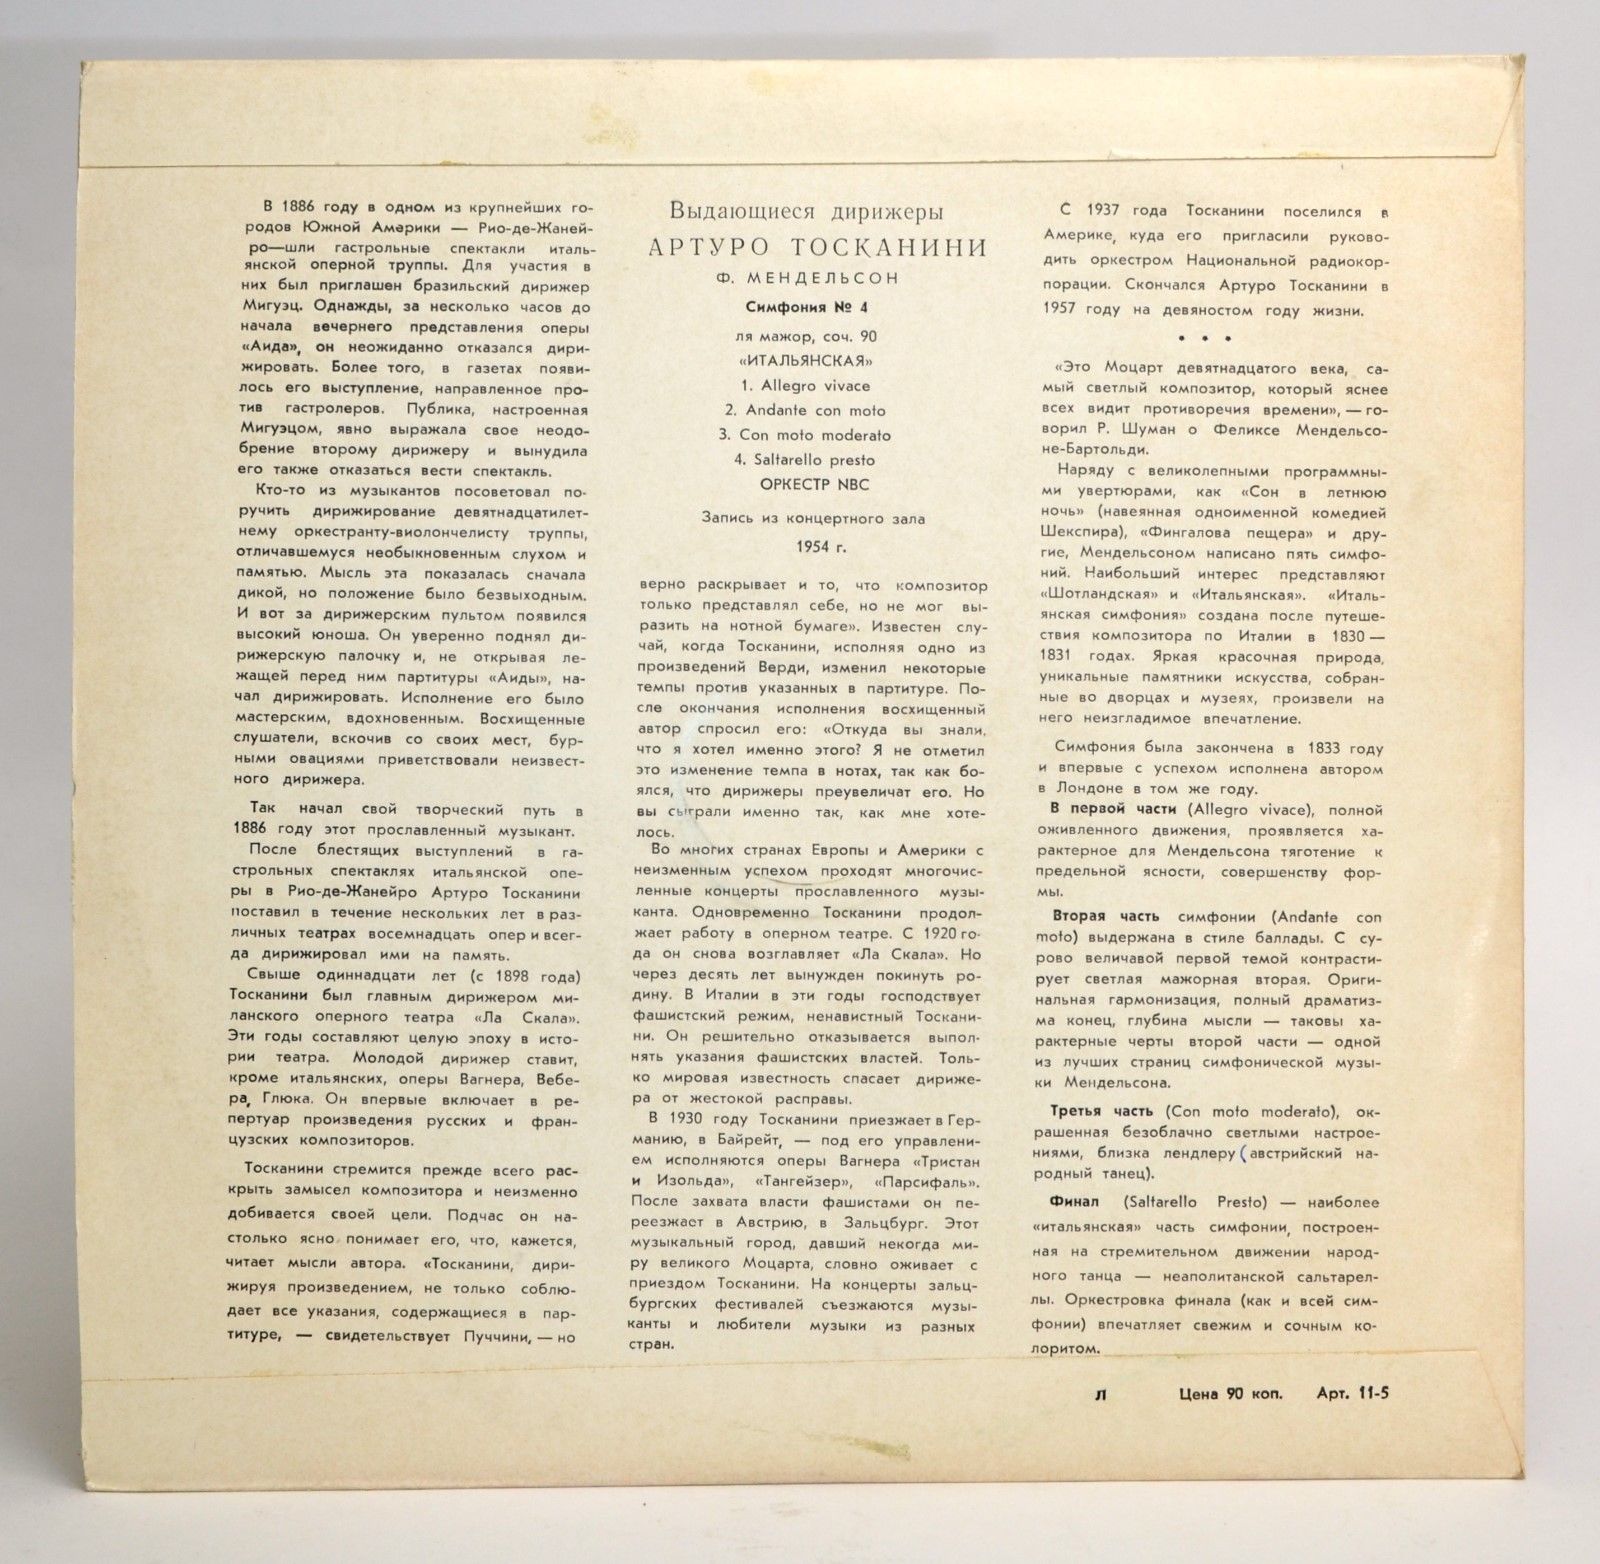 В 1886 году в одном из крупнейших го-
родов Южной Америки — Рио-де-Жаней-
ро—шли гастрольные спектакли италь-
янской оперной труппы. Для участия в
них был приглашен бразильский дирижер
Мигуэц. Однажды, за несколько часов до
начала вечернего представления оперы
«Аида», он неожиданно отказался дири-
жировать. Более того, в газетах появи-
лось его выступление, направленное про-
тив гастролеров. Публика, настроенная
Мигуэцом, явно выражала свое неодо-
брение второму дирижеру и вынудила
его также отказаться вести спектакль.
Кто-то из музыкантов посоветовал по-
ручить дирижирование девятнадцатилет-
нему оркестранту-виолончелисту труппы,
отличавшемуся необыкновенным слухом и
памятью. Мысль эта показалась сначала
дикой, но положение было безвыходным.
И вот за дирижерским пультом появился
высокий юноша. Он уверенно поднял ди-
рижерскую палочку и, не открывая ле-
жащей перед ним партитуры «Аиды», на-
чал дирижировать. Исполнение его было
мастерским, вдохновенным. Восхищенные
слушатели, вскочив со своих мест, бур-
ными овациями приветствовали неизвест-
ного дирижера.
Так начал свой творческий путь в
1886 году этот прославленный музыкант.
После блестящих выступлений в га-
строльных спектаклях итальянской опе-
ры в Рио-де-Жанейро Артуро Тосканини
поставил в течение нескольких лет в раз-
личных театрах восемнадцать опер и всег-
да дирижировал ими на память.
Свыше одиннадцати лет (с 1898 года)
Тосканини был главным дирижером ми-
ланского оперного театра «Ла Скала».
Эти годы составляют целую эпоху в исто-
рии театра. Молодой дирижер ставит,
кроме итальянских, оперы Вагнера, Вебе-
ра, Глюка. Он впервые включает в ре-
пертуар произведения русских и фран-
цузских композиторов.
Тосканини стремится прежде всего рас-
крыть замысел композитора и неизменно
добивается своей цели. Подчас он на-
столько ясно понимает его, что, кажется,
читает мысли автора. «Тосканини, дири-
жируя произведением, не только соблю-
дает все указания, содержащиеся в пар-
титуре, — свидетельствует Пуччини, — но
Выдающиеся дирижеры
АРТУРО ТОСКАНИНИ
Ф. МЕНДЕЛЬСОН
Симфония № 4
ля мажор, соч. 90
«ИТАЛЬЯНСКАЯ»
1. Allegro vivace
2. Andante con moto
3. Con moto moderato
4. Saltarello presto
ОРКЕСТР NBC
Запись из концертного зала
1954 г.
верно раскрывает и то, что композитор
только представлял себе, но не мог вы-
разить на нотной бумаге». Известен слу-
чай, когда Тосканини, исполняя одно из
произведений Верди, изменил некоторые
темпы против указанных в партитуре. По-
сле окончания исполнения восхищенный
автор спросил его: «Откуда вы знали,
что я хотел именно этого? Я не отметил
это изменение темпа в нотах, так как бо-
ялся, что дирижеры преувеличат его. Но
вы сыграли именно так, как мне хоте-
лось.
Во многих странах Европы и Америки с
неизменным успехом проходят многочис-
ленные концерты прославленного музы-
канта. Одновременно Тосканини продол-
жает работу в оперном театре. С 1920 го-
да он снова возглавляет «Ла Скала». Но
через десять лет вынужден покинуть ро-
дину. В Италии в эти годы господствует
фашистский режим, ненавистный Тоскани-
ни. Он решительно отказывается выпол-
нять указания фашистских властей. Толь-
ко мировая известность спасает дириже-
ра от жестокой расправы.
В 1930 году Тосканини приезжает в Гер-
манию, в Байрейт, — под его управлени-
ем исполняются оперы Вагнера «Тристан
и Изольда», «Тангейзер», «Парсифаль».
После захвата власти фашистами он пе-
реезжает в Австрию, в Зальцбург. Этот
музыкальный город, давший некогда ми-
ру великого Моцарта, словно оживает с
приездом Тосканини. На концерты зальц-
бургских фестивалей съезжаются музы-
канты и любители музыки из разных
стран.
С 1937 года Тосканини поселился в
Америке, куда его пригласили руково-
дить оркестром Национальной радиокор-
порации. Скончался Артуро Тосканини в
1957 году на девяностом году жизни.
• • •
«Это Моцарт девятнадцатого века, са-
мый светлый композитор, который яснее
всех видит противоречия времени», — го-
ворил Р. Шуман о Феликсе Мендельсо-
не-Бартольди.
Наряду с великолепными программны-
ми увертюрами, как «Сон в летнюю
ночь» (навеянная одноименной комедией
Шекспира), «Фингалова пещера» и дру-
гие, Мендельсоном написано пять симфо-
ний. Наибольший интерес представляют
«Шотландская» и «Итальянская». «Италь-
янская симфония» создана после путеше-
ствия композитора по Италии в 1830—
1831 годах. Яркая красочная природа,
уникальные памятники искусства, собран-
ные во дворцах и музеях, произвели на
него неизгладимое впечатление.
Симфония была закончена в 1833 году
и впервые с успехом исполнена автором
в Лондоне в том же году.
В первой части (Allegro vivace), полной
оживленного движения, проявляется ха-
рактерное для Мендельсона тяготение к
предельной ясности, совершенству фор-
мы.
Вторая часть симфонии (Andante con
moto) выдержана в стиле баллады. С су-
рово величавой первой темой контрасти-
рует светлая мажорная вторая. Ориги-
нальная гармонизация, полный драматиз-
ма конец, глубина мысли — таковы ха-
рактерные черты второй части — одной
из лучших страниц симфонической музы-
ки Мендельсона.
Третья часть (Con moto moderato), ок-
рашенная безоблачно светлыми настрое-
ниями, близка лендлеру (австрийский на-
родный танец).
Финал (Saltarello Presto) — наиболее
«итальянская» часть симфонии, построен-
ная на стремительном движении народ-
ного танца — неаполитанской сальтарел-
лы. Оркестровка финала (как и всей сим-
фонии) впечатляет свежим и сочным ко-
лоритом.
Л Цена 90 коп. Арт. 11-5